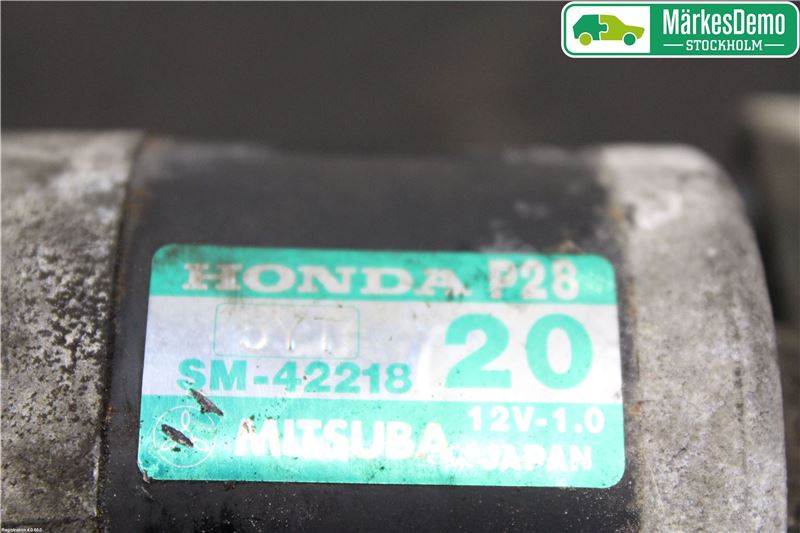 MärkesDemo
STOCKHOLM
HONDA P28
20
SM-42218
12V-1.0
MITSUBA
JAPAN